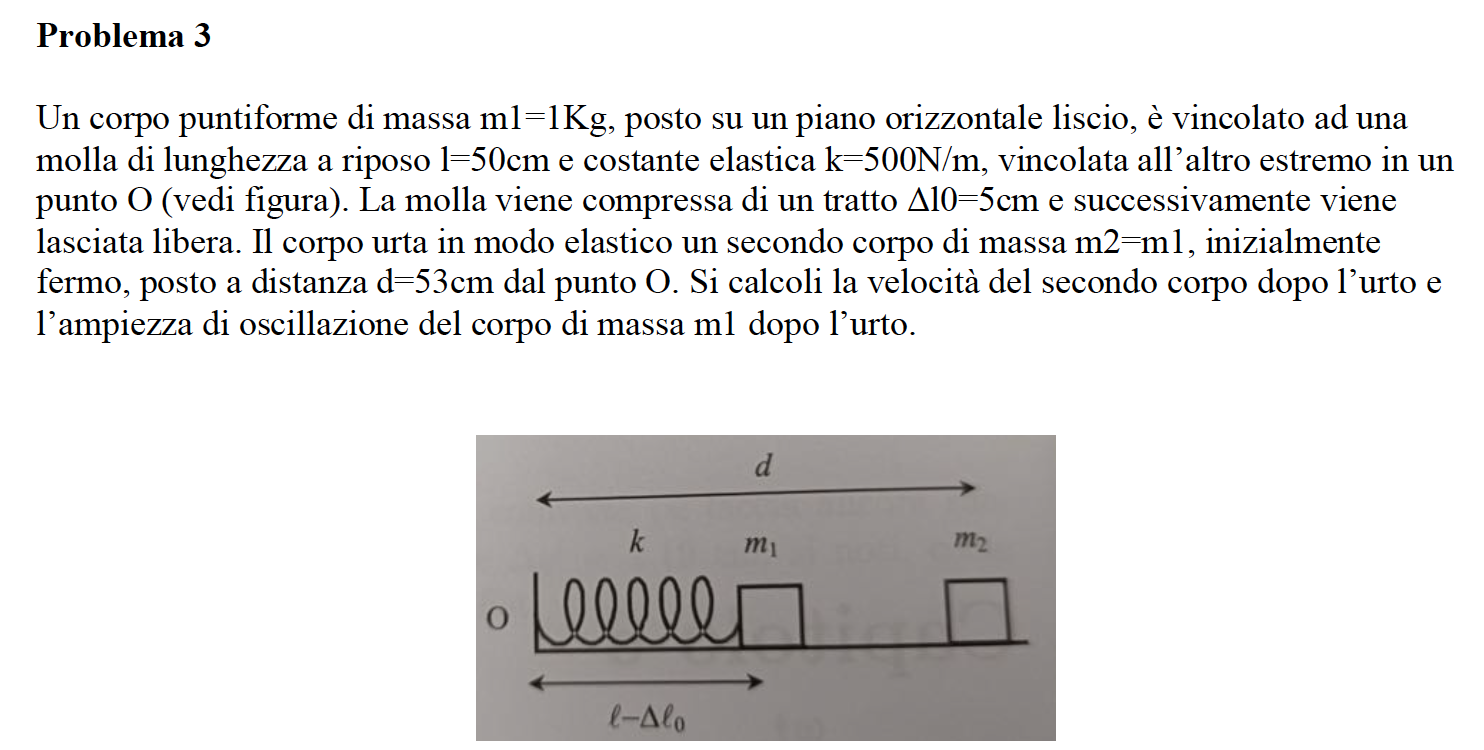 Problema 3
Un corpo puntiforme di massa m1=1Kg, posto su un piano orizzontale liscio, è vincolato ad una
molla di lunghezza a riposo l=50cm e costante elastica k=500N/m, vincolata all’altro estremo in un
punto O (vedi figura). La molla viene compressa di un tratto Δl0=5cm e successivamente viene
lasciata libera. Il corpo urta in modo elastico un secondo corpo di massa m2=m1, inizialmente
fermo, posto a distanza d=53cm dal punto O. Si calcoli la velocità del secondo corpo dopo l’urto e
l’ampiezza di oscillazione del corpo di massa m1 dopo l’urto.
d
k m₁ m₂
O
ℓ–Δℓ₀